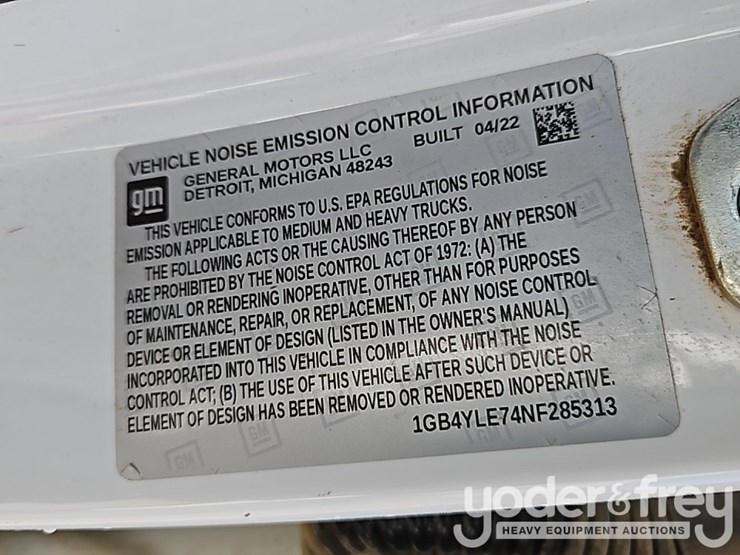 VEHICLE NOISE EMISSION CONTROL INFORMATION
gm
GENERAL MOTORS LLC BUILT 04/22
DETROIT, MICHIGAN 48243
THIS VEHICLE CONFORMS TO U.S. EPA REGULATIONS FOR NOISE
EMISSION APPLICABLE TO MEDIUM AND HEAVY TRUCKS.
THE FOLLOWING ACTS OR THE CAUSING THEREOF BY ANY PERSON
ARE PROHIBITED BY THE NOISE CONTROL ACT OF 1972: (A) THE
REMOVAL OR RENDERING INOPERATIVE, OTHER THAN FOR PURPOSES
OF MAINTENANCE, REPAIR, OR REPLACEMENT, OF ANY NOISE CONTROL
DEVICE OR ELEMENT OF DESIGN (LISTED IN THE OWNER'S MANUAL)
INCORPORATED INTO THIS VEHICLE IN COMPLIANCE WITH THE NOISE
CONTROL ACT; (B) THE USE OF THIS VEHICLE AFTER SUCH DEVICE OR
ELEMENT OF DESIGN HAS BEEN REMOVED OR RENDERED INOPERATIVE.
1GB4YLE74NF285313
yoder&frey
HEAVY EQUIPMENT AUCTIONS